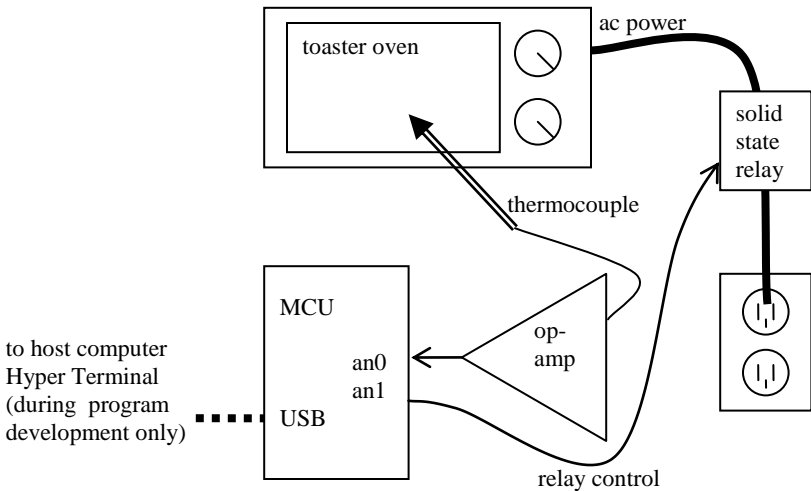 ac power
toaster oven
solid
state
relay
thermocouple
MCU
op-
amp
an0
an1
to host computer
Hyper Terminal
(during program
development only)
USB
relay control